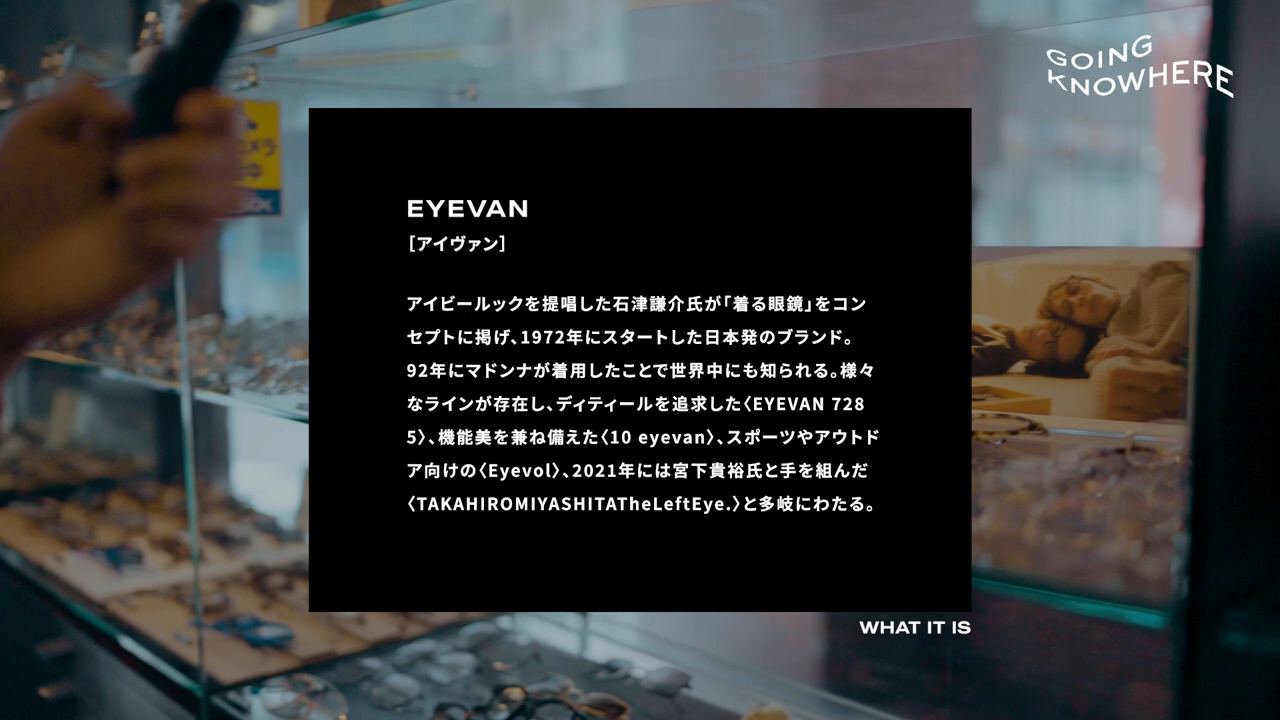 GOING
KNOWHERE
EYEVAN
[アイヴァン]
アイビールックを提唱した石津謙介氏が「着る眼鏡」をコン
セプトに掲げ、1972年にスタートした日本発のブランド。
92年にマドンナが着用したことで世界中にも知られる。様々
なラインが存在し、ディティールを追求した〈EYEVAN 728
5〉、機能美を兼ね備えた〈10 eyevan〉、スポーツやアウトド
ア向けの〈Eyevol〉、2021年には宮下貴裕氏と手を組んだ
〈TAKAHIROMIYASHITATheLeftEye.〉と多岐にわたる。
WHAT IT IS